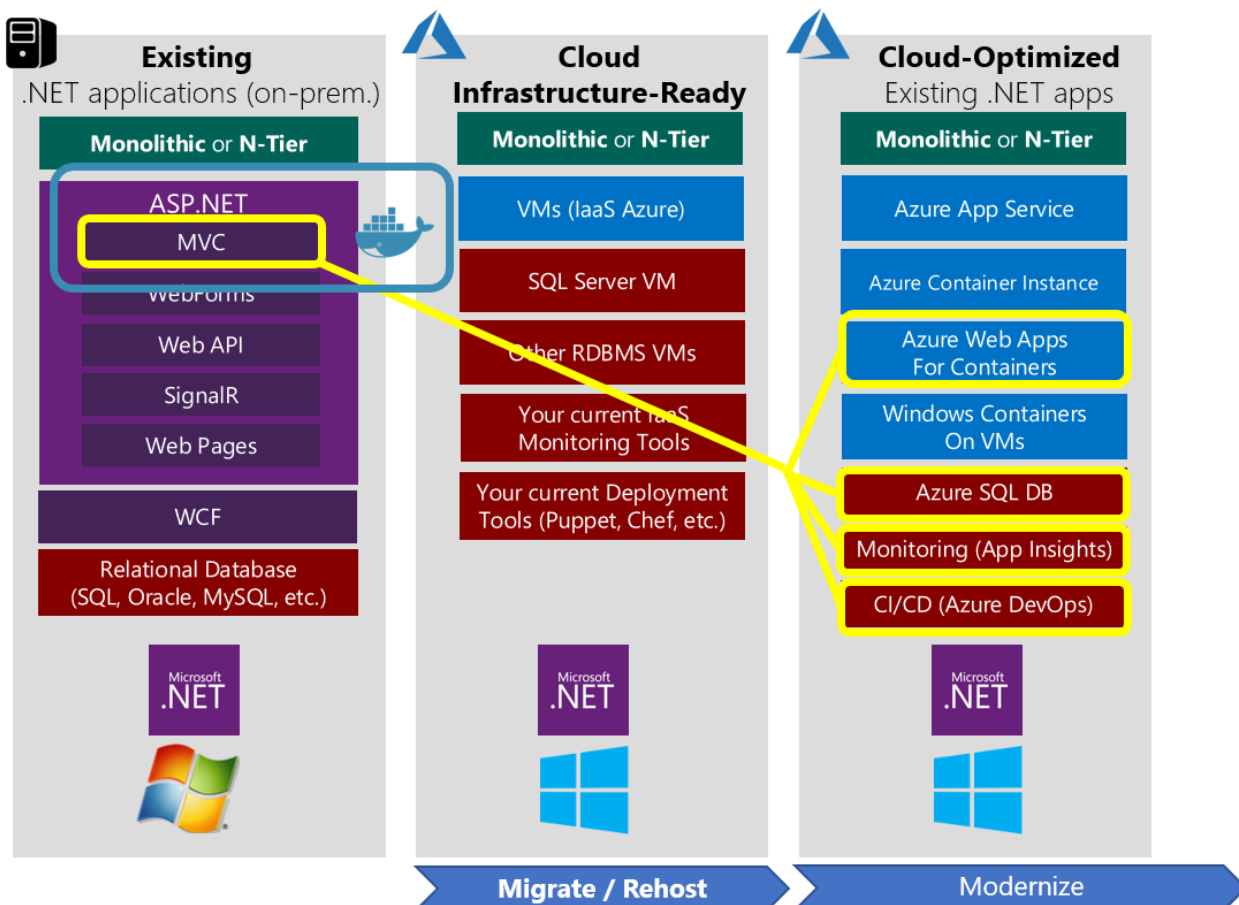 Existing
.NET applications (on-prem.)
Monolithic or N-Tier
ASP.NET
MVC
WebForms
Web API
SignalR
Web Pages
WCF
Relational Database
(SQL, Oracle, MySQL, etc.)
Microsoft
.NET
Cloud
Infrastructure-Ready
Monolithic or N-Tier
VMs (IaaS Azure)
SQL Server VM
Other RDBMS VMs
Your current IaaS
Monitoring Tools
Your current Deployment
Tools (Puppet, Chef, etc.)
Microsoft
.NET
Migrate / Rehost
Cloud-Optimized
Existing .NET apps
Monolithic or N-Tier
Azure App Service
Azure Container Instance
Azure Web Apps
For Containers
Windows Containers
On VMs
Azure SQL DB
Monitoring (App Insights)
CI/CD (Azure DevOps)
Microsoft
.NET
Modernize